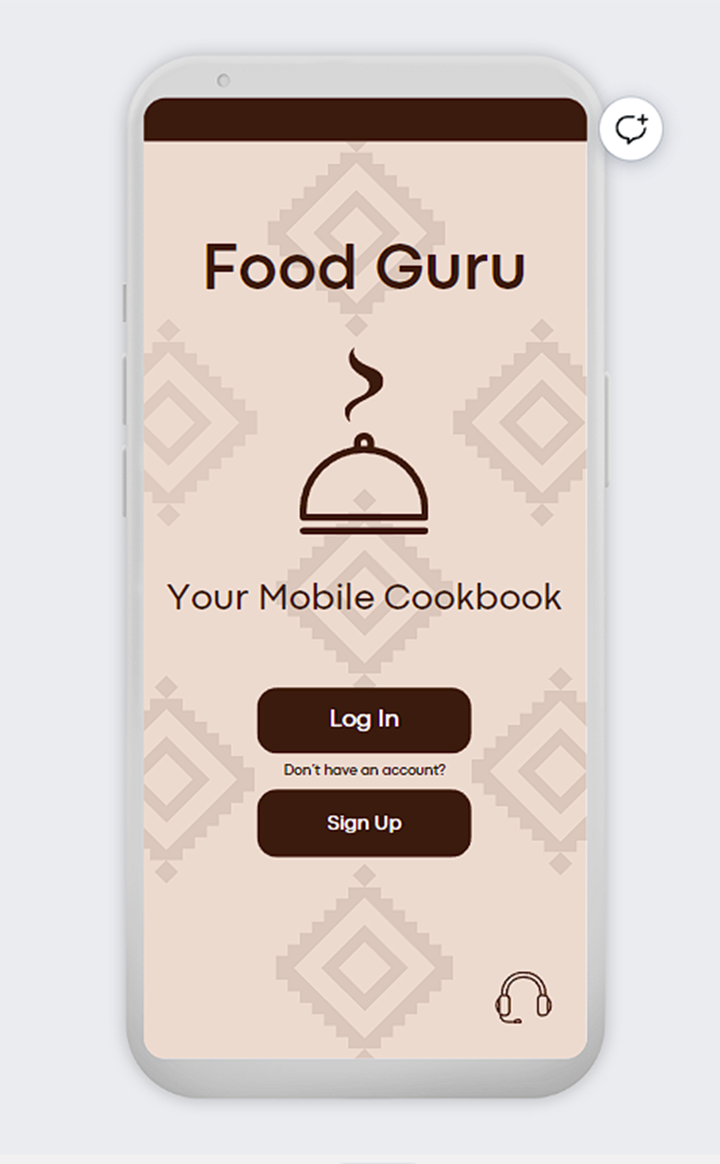 Food Guru
Your Mobile Cookbook
Log In
Don't have an account?
Sign Up